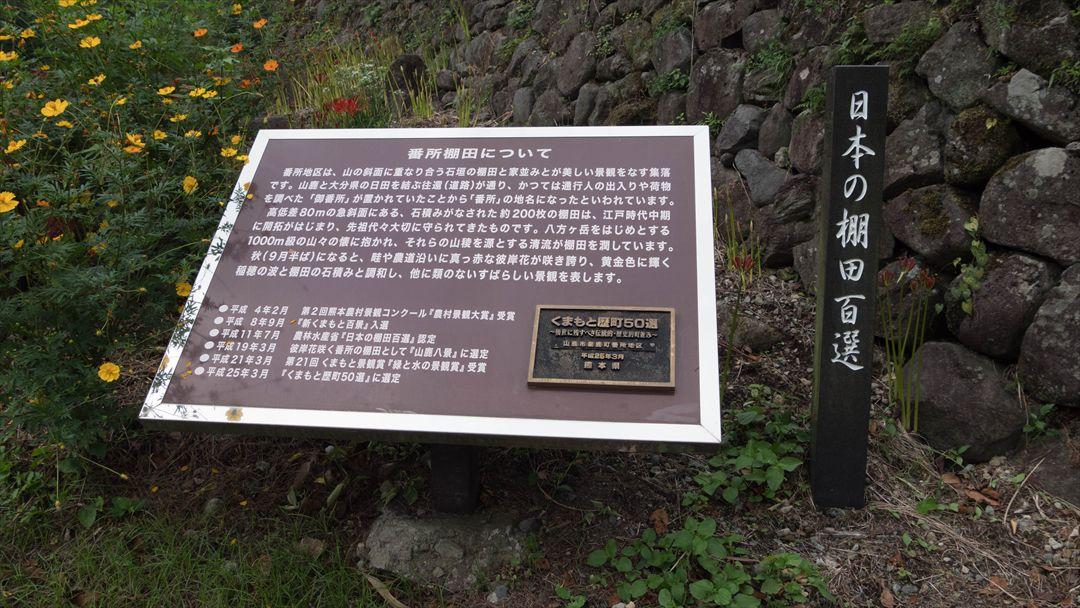 番所棚田について
番所地区は、山の斜面に重なり合う石垣の棚田と家並みとが美しい景観をなす集落
です。山鹿と大分県の日田を結ぶ往還(道路)が通り、かつては通行人の出入りや荷物
を調べた「御番所」が置かれていたことから「番所」の地名になったといわれています。
高低差80mの急斜面にある、石積みがなされた約200枚の棚田は、江戸時代中期
に開拓がはじまり、先祖代々大切に守られてきたものです。八方ヶ岳をはじめとする
1000m級の山々の懐に抱かれ、それらの山稜を源とする清流が棚田を潤しています。
秋(9月半ば)になると、畦や農道沿いに真っ赤な彼岸花が咲き誇り、黄金色に輝く
稲穂の波と棚田の石積みと調和し、他に類のないすばらしい景観を表します。
●平成 4年2月 第2回熊本農村景観コンクール『農村景観大賞』受賞
●平成 8年9月 『新くまもと百景』入選
●平成11年7月 農林水産省『日本の棚田百選』認定
●平成19年3月 彼岸花咲く番所の棚田として『山鹿八景』に選定
●平成21年3月 第21回 くまもと景観賞『緑と水の景観賞』受賞
●平成25年3月 『くまもと歴町50選』に選定
くまもと歴町50選
～後世に残すべき伝統的・歴史的町並み～
山鹿市菊鹿町番所地区
平成25年3月
熊本県
日本の棚田百選